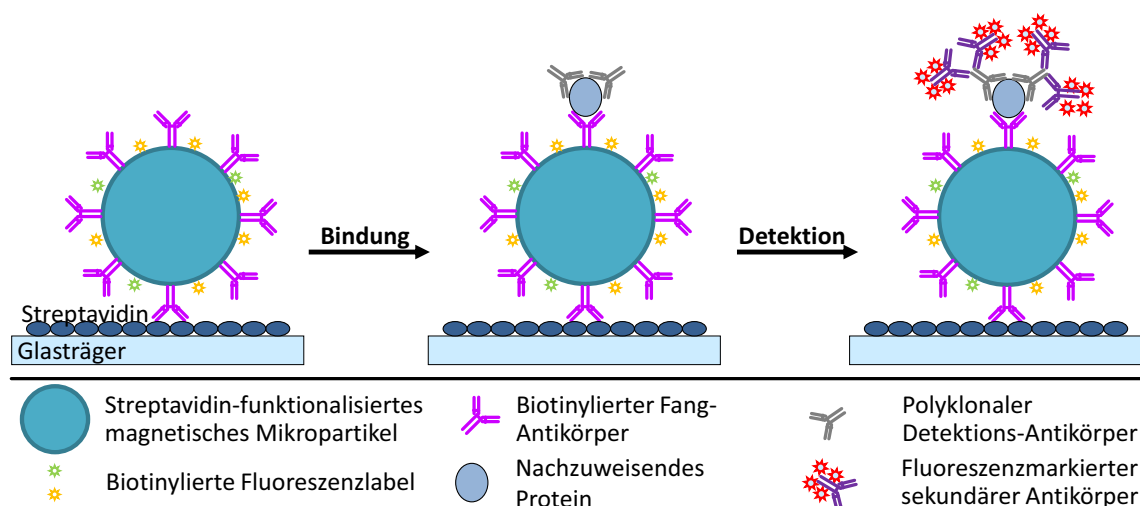 Bindung
Detektion
Streptavidin
Glasträger
Streptavidin-funktionalisiertes
magnetisches Mikropartikel
Biotinylierter Fang-
Antikörper
Polyklonaler
Detektions-Antikörper
Biotinylierte Fluoreszenzlabel
Nachzuweisendes
Protein
Fluoreszenzmarkierter
sekundärer Antikörper